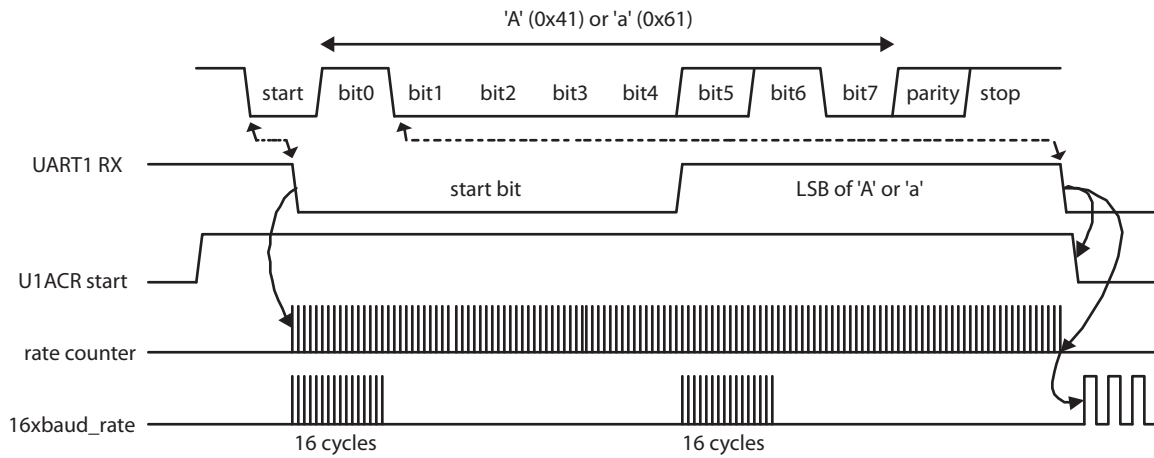 'A' (0x41) or 'a' (0x61)
start bit0 bit1 bit2 bit3 bit4 bit5 bit6 bit7 parity stop
UART1 RX
start bit
LSB of 'A' or 'a'
U1ACR start
rate counter
16xbaud_rate
16 cycles
16 cycles